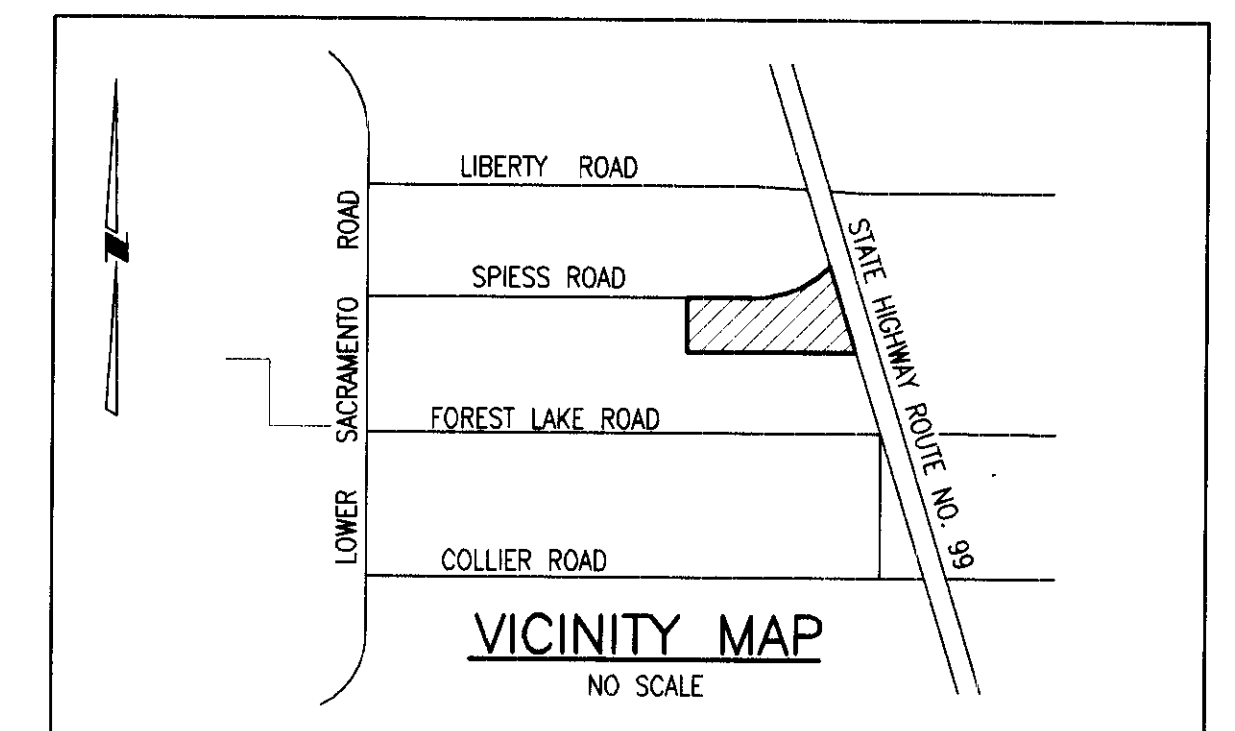 LIBERTY ROAD
SPIESS ROAD
LOWER SACRAMENTO ROAD
STATE HIGHWAY ROUTE NO. 99
FOREST LAKE ROAD
COLLIER ROAD
VICINITY MAP
NO SCALE
N